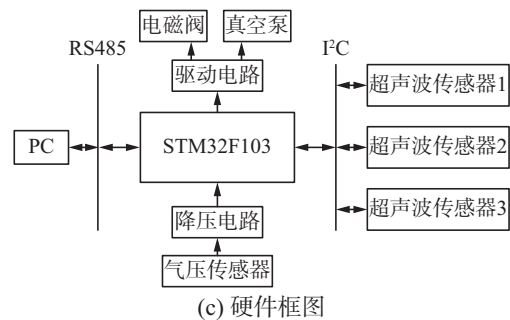 电磁阀 真空泵
RS485 I²C
驱动电路
超声波传感器1
PC STM32F103 超声波传感器2
超声波传感器3
降压电路
气压传感器
(c) 硬件框图